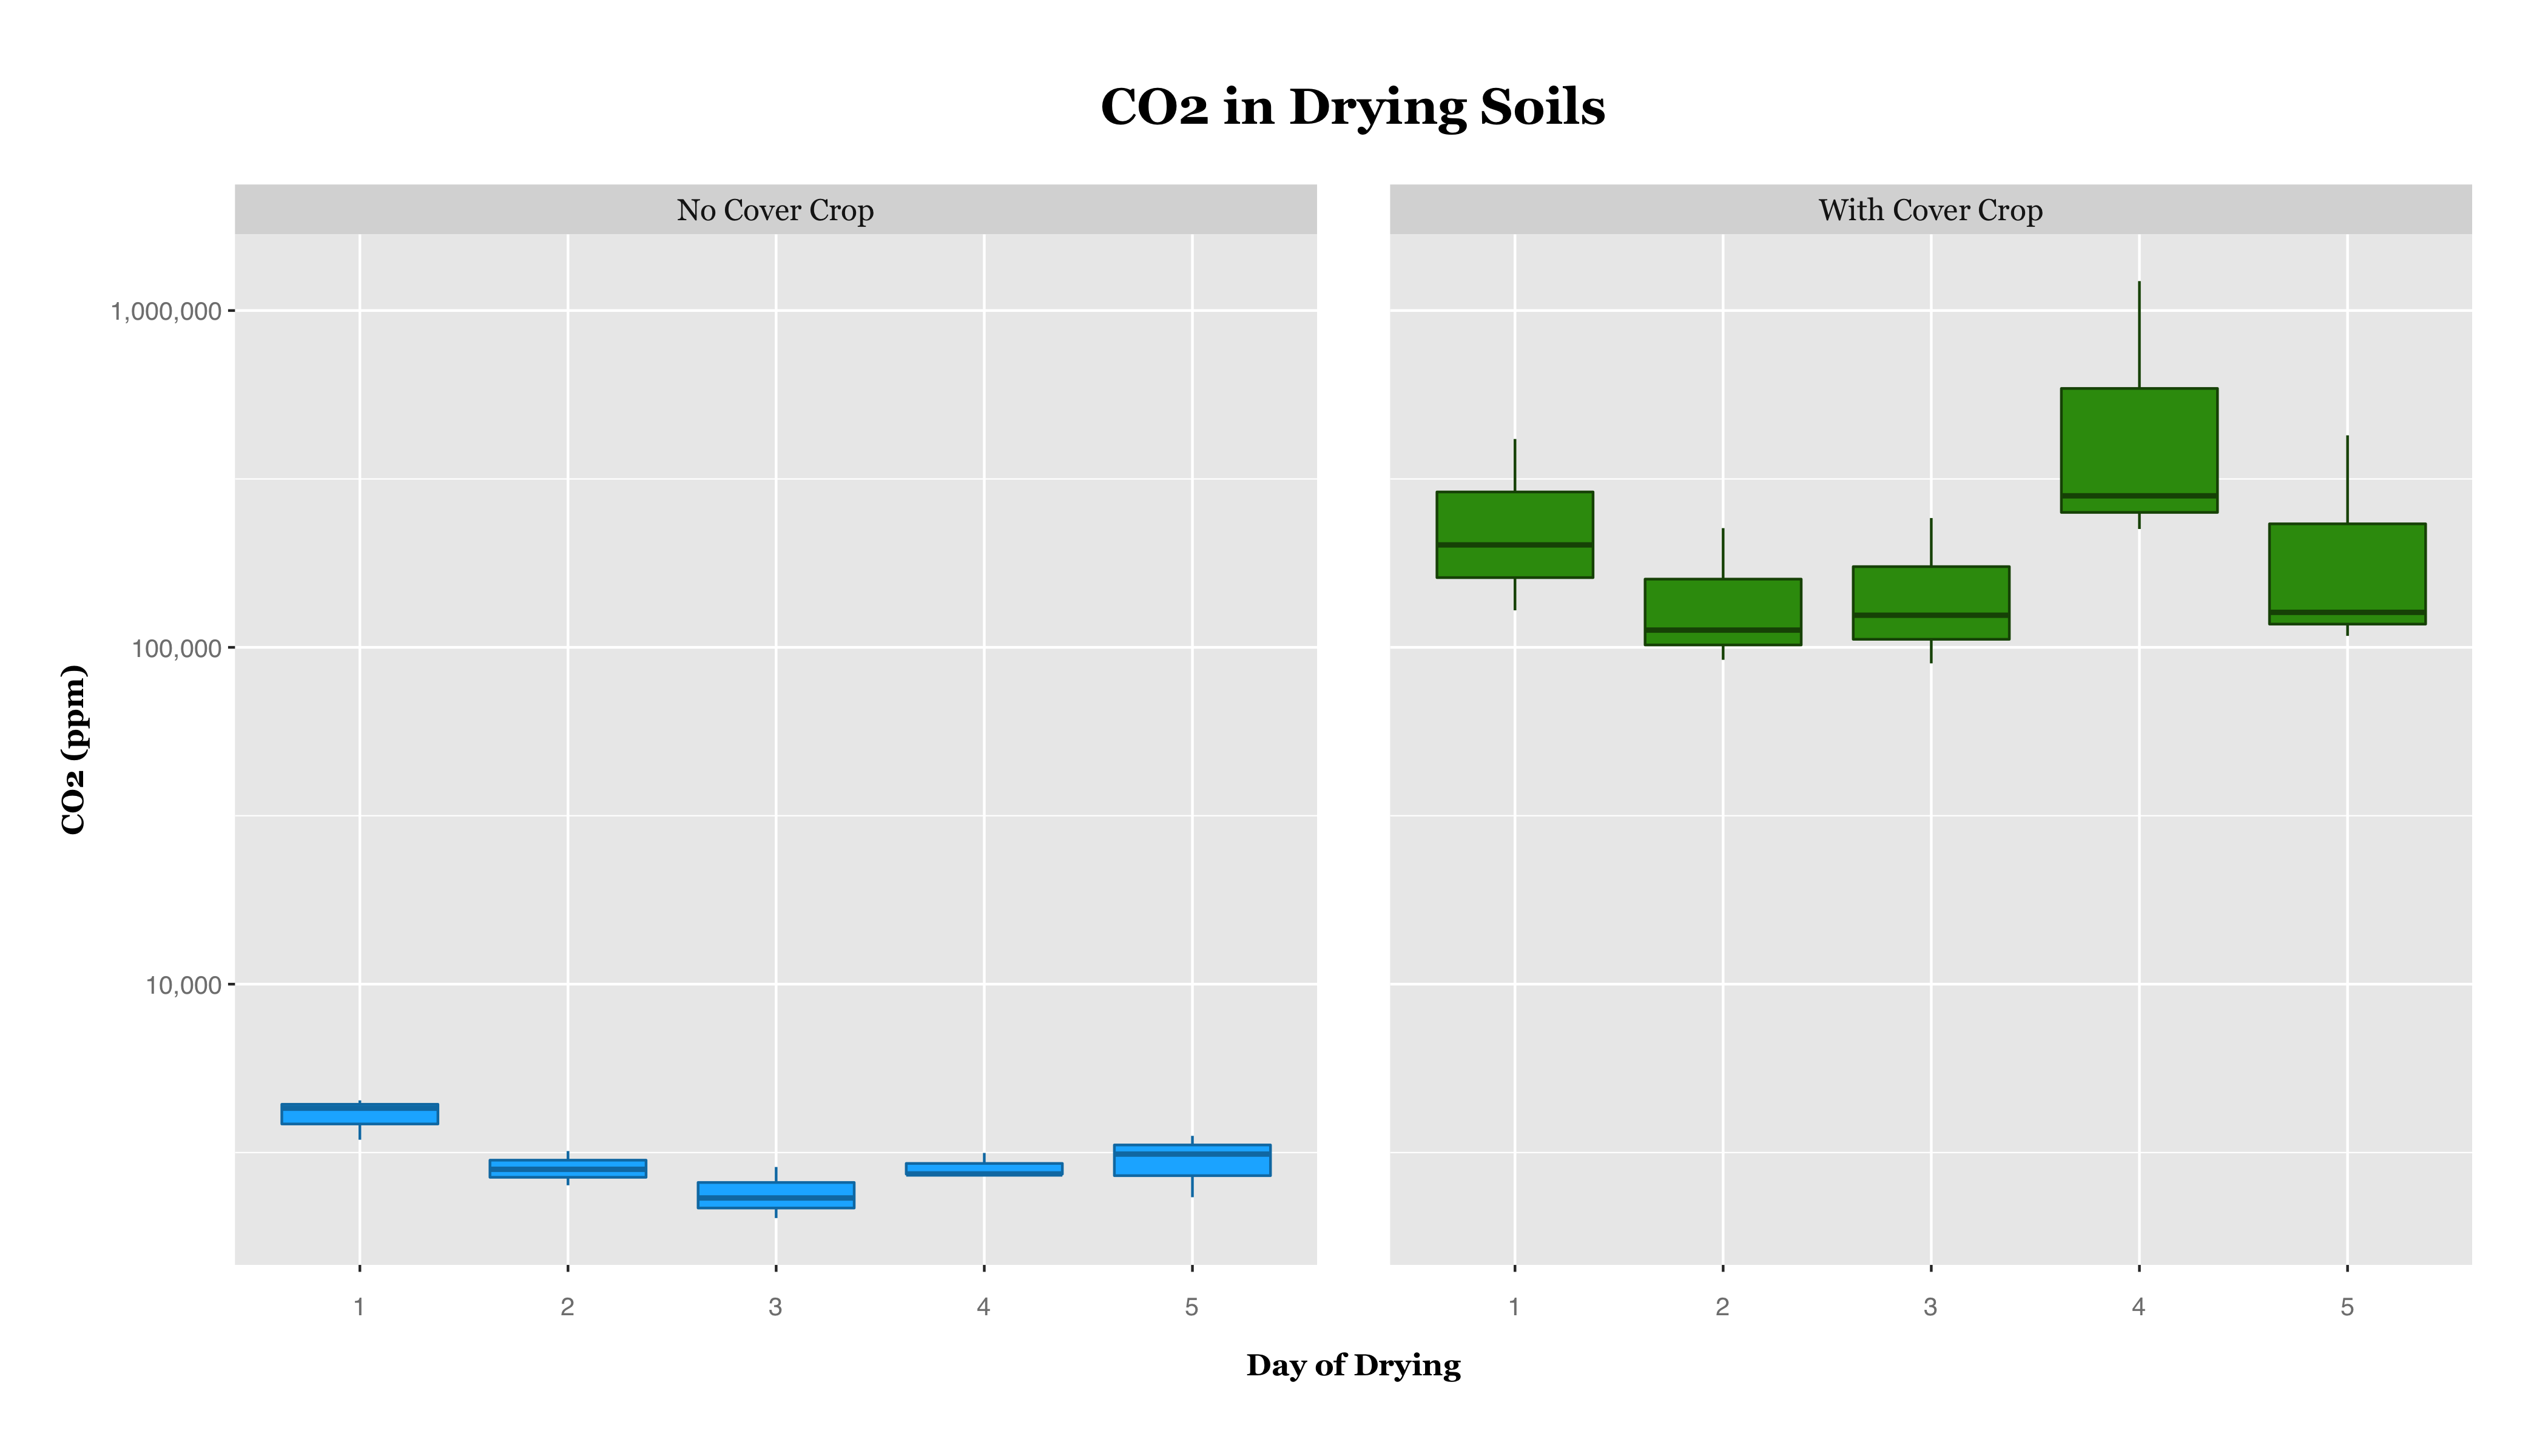 CO2 in Drying Soils
No Cover Crop
With Cover Crop
1,000,000
100,000
10,000
CO2 (ppm)
1 2 3 4 5
1 2 3 4 5
Day of Drying